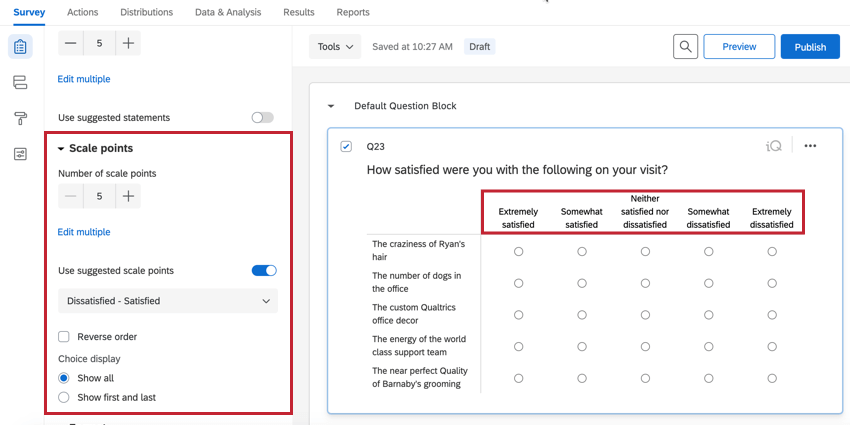 Survey Actions Distributions Data & Analysis Results Reports
5
Edit multiple
Use suggested statements
Scale points
Number of scale points
5
Edit multiple
Use suggested scale points
Dissatisfied - Satisfied
Reverse order
Choice display
Show all
Show first and last
Tools Saved at 10:27 AM Draft Preview Publish
Default Question Block
Q23 iQ
How satisfied were you with the following on your visit?
Extremely satisfied
Somewhat satisfied
Neither satisfied nor dissatisfied
Somewhat dissatisfied
Extremely dissatisfied
The craziness of Ryan's
hair
The number of dogs in
the office
The custom Qualtrics
office decor
The energy of the world
class support team
The near perfect Quality
of Barnaby's grooming